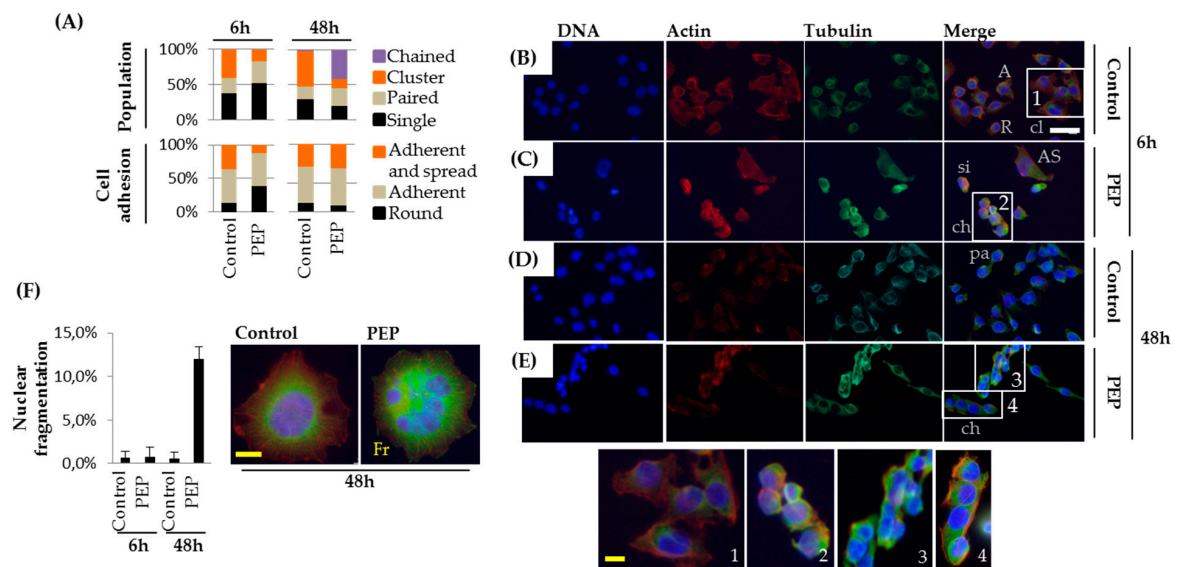 (A)
6h 48h
100%
50%
0%
Population
Chained
Cluster
Paired
Single
100%
50%
0%
Cell
adhesion
Adherent
and spread
Adherent
Round
Control
PEP
Control
PEP
DNA Actin Tubulin Merge
(B)
A
1
R
cl
Control
(C)
AS
si
2
ch
PEP
6h
(D)
pa
Control
(E)
3
4
ch
PEP
48h
(F)
Nuclear
fragmentation
15,0%
10,0%
5,0%
0,0%
Control
PEP
Control
PEP
6h 48h
Control PEP
Fr
48h
1 2 3 4